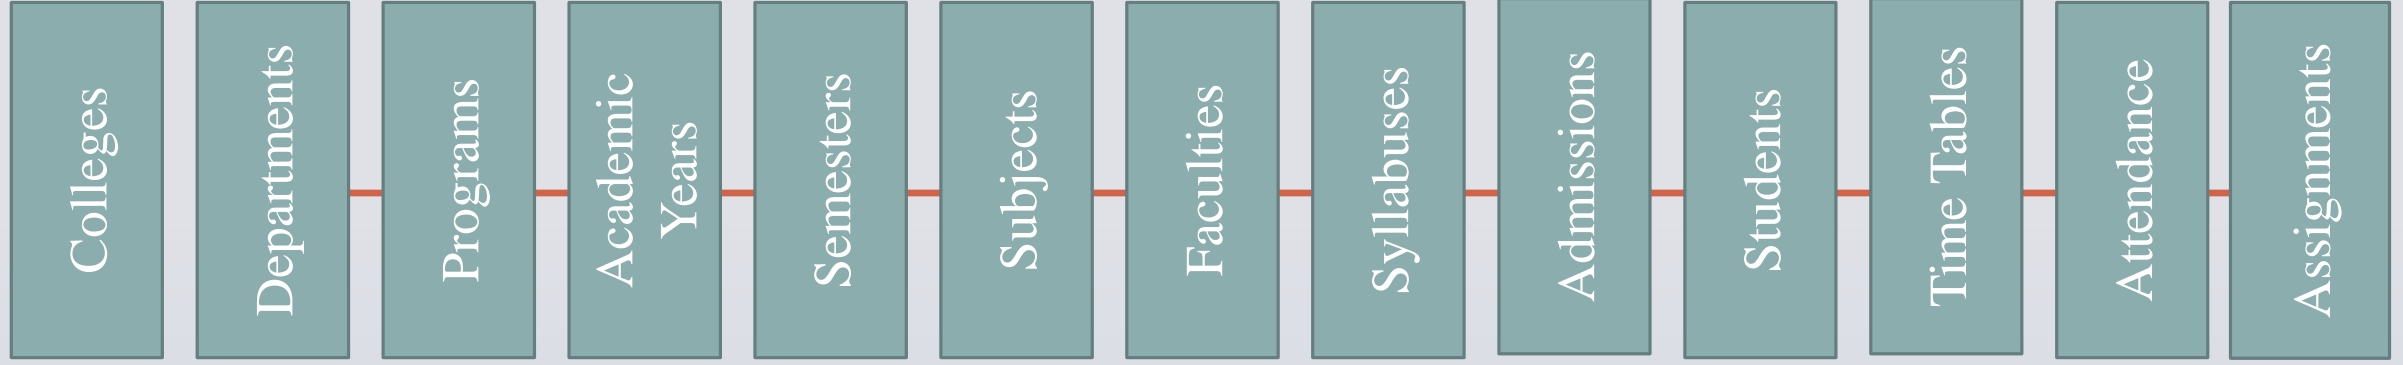 Colleges
Departments
Programs
Academic
Years
Semesters
Subjects
Faculties
Syllabuses
Admissions
Students
Time Tables
Attendance
Assignments